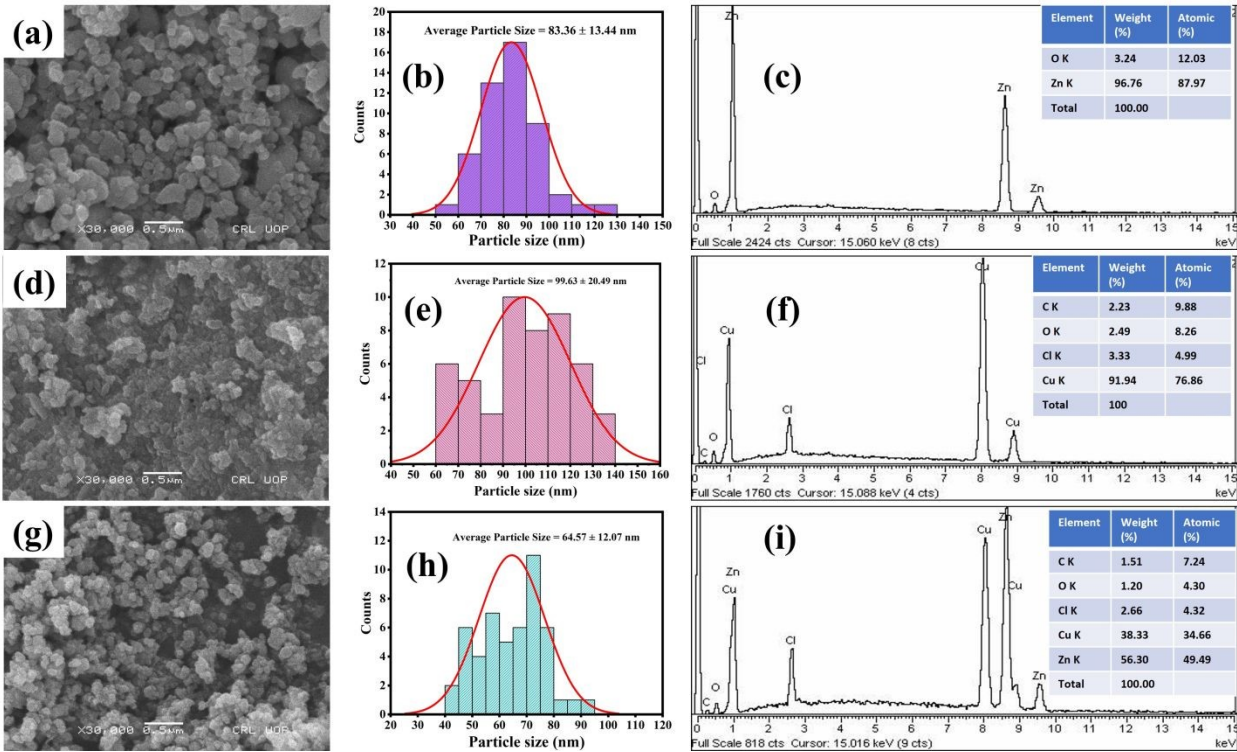 (a)
X30,000 0.5μm CRL UOP
Average Particle Size = 83.36 ± 13.44 nm
(b)
Counts
20
18
16
14
12
10
8
6
4
2
0
30 40 50 60 70 80 90 100 110 120 130 140 150
Particle size (nm)
(c)
Zn
O
Zn
Zn
0 1 2 3 4 5 6 7 8 9 10 11 12 13 14 15
Full Scale 2424 cts Cursor: 15.060 keV (8 cts) keV
Element Weight (%) Atomic (%)
O K 3.24 12.03
Zn K 96.76 87.97
Total 100.00
(d)
X30,000 0.5μm CRL UOP
Average Particle Size = 99.63 ± 20.49 nm
(e)
Counts
12
10
8
6
4
2
0
40 50 60 70 80 90 100 110 120 130 140 150 160
Particle size (nm)
(f)
Cl
Cu
C
O
Cl
Cu
Cu
0 1 2 3 4 5 6 7 8 9 10 11 12 13 14 15
Full Scale 1760 cts Cursor: 15.088 keV (4 cts) keV
Element Weight (%) Atomic (%)
C K 2.23 9.88
O K 2.49 8.26
Cl K 3.33 4.99
Cu K 91.94 76.86
Total 100
(g)
X30,000 0.5μm CRL UOP
Average Particle Size = 64.57 ± 12.07 nm
(h)
Counts
14
12
10
8
6
4
2
0
20 30 40 50 60 70 80 90 100 110 120
Particle size (nm)
(i)
Zn
Cu
C
O
Cl
Cu
Zn
Cu
Zn
0 1 2 3 4 5 6 7 8 9 10 11 12 13 14 15
Full Scale 818 cts Cursor: 15.016 keV (9 cts) keV
Element Weight (%) Atomic (%)
C K 1.51 7.24
O K 1.20 4.30
Cl K 2.66 4.32
Cu K 38.33 34.66
Zn K 56.30 49.49
Total 100.00